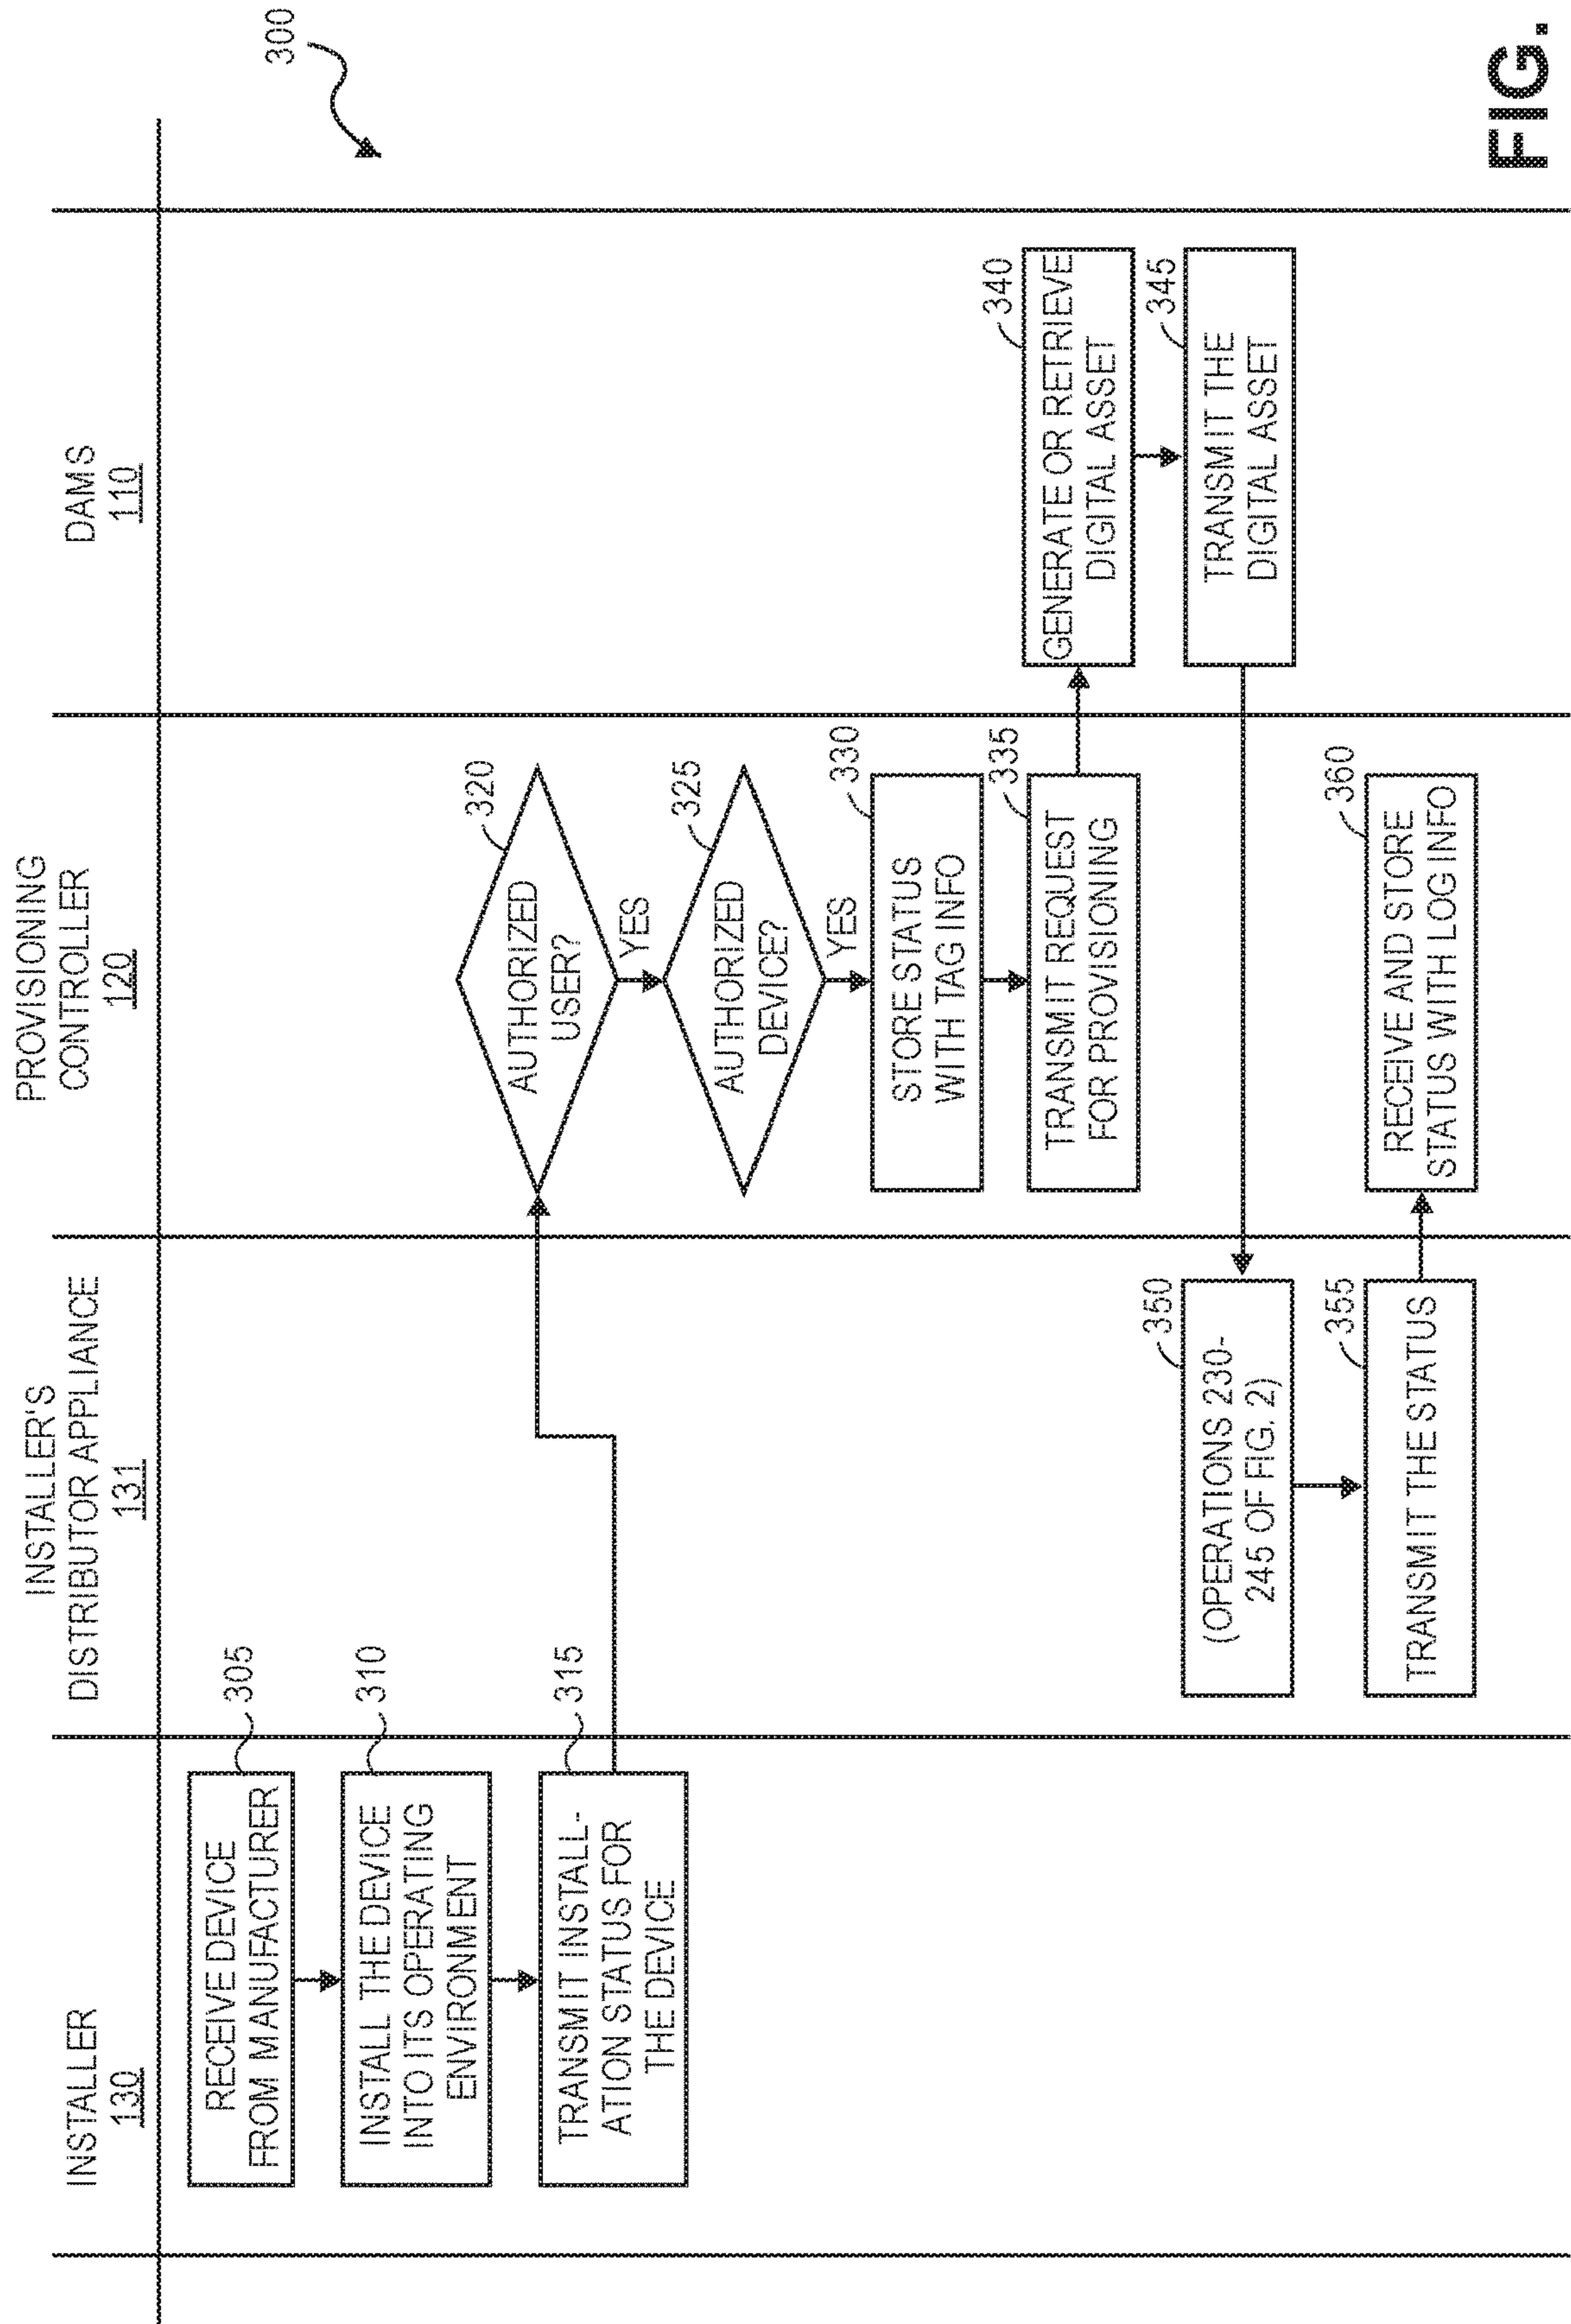 300
INSTALLER
130
INSTALLER'S
DISTRIBUTOR APPLIANCE
131
PROVISIONING
CONTROLLER
120
DAMS
110
305
RECEIVE DEVICE
FROM MANUFACTURER
310
INSTALL THE DEVICE
INTO ITS OPERATING
ENVIRONMENT
315
TRANSMIT INSTALL-
ATION STATUS FOR
THE DEVICE
320
AUTHORIZED
USER?
YES
325
AUTHORIZED
DEVICE?
YES
330
STORE STATUS
WITH TAG INFO
335
TRANSMIT REQUEST
FOR PROVISIONING
340
GENERATE OR RETRIEVE
DIGITAL ASSET
345
TRANSMIT THE
DIGITAL ASSET
350
(OPERATIONS 230-
245 OF FIG. 2)
355
TRANSMIT THE STATUS
360
RECEIVE AND STORE
STATUS WITH LOG INFO
FIG.